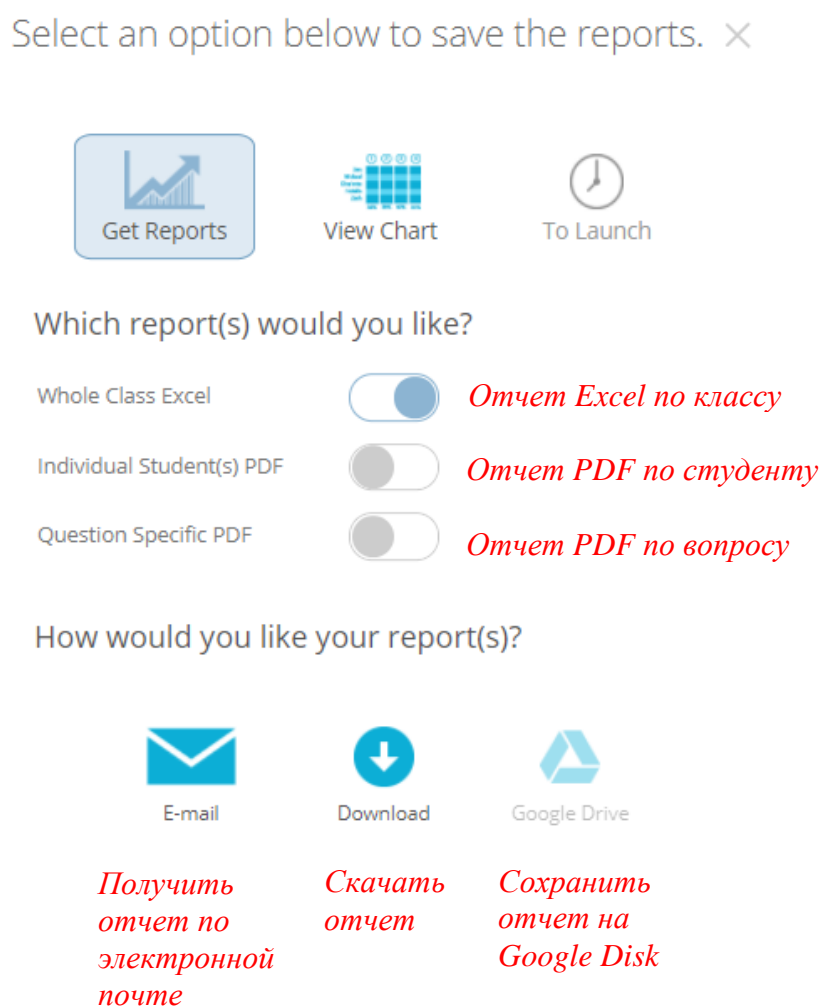 Select an option below to save the reports. ×
Get Reports
View Chart
To Launch
Which report(s) would you like?
Whole Class Excel
Отчет Excel по классу
Individual Student(s) PDF
Отчет PDF по студенту
Question Specific PDF
Отчет PDF по вопросу
How would you like your report(s)?
E-mail
Download
Google Drive
Получить
отчет по
электронной
почте
Скачать
отчет
Сохранить
отчет на
Google Disk